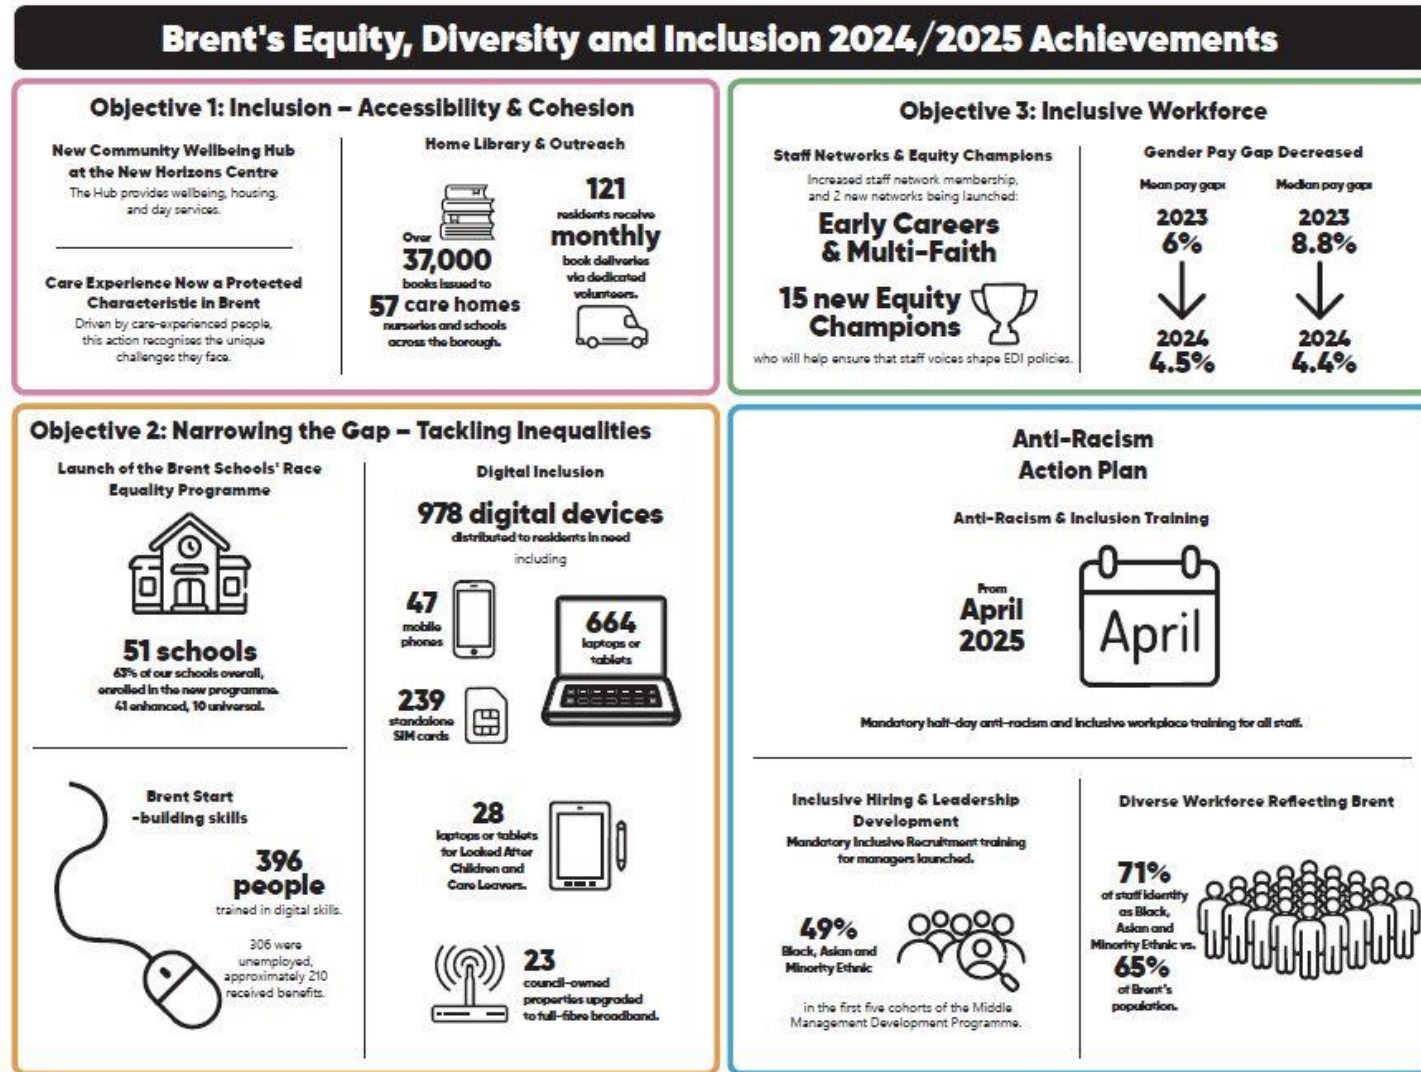 Brent's Equity, Diversity and Inclusion 2024/2025 Achievements
Objective 1: Inclusion – Accessibility & Cohesion
New Community Wellbeing Hub
at the New Horizons Centre
The Hub provides wellbeing, housing,
and day services.
Care Experience Now a Protected
Characteristic in Brent
Driven by care-experienced people,
this action recognises the unique
challenges they face.
Home Library & Outreach
Over
37,000
books issued to
57 care homes
nurseries and schools
across the borough.
121
residents receive
monthly
book deliveries
via dedicated
volunteers.
Objective 3: Inclusive Workforce
Staff Networks & Equity Champions
Increased staff network membership,
and 2 new networks being launched:
Early Careers
& Multi-Faith
15 new Equity
Champions
who will help ensure that staff voices shape EDI policies.
Gender Pay Gap Decreased
Mean pay gap:
2023
6%
2024
4.5%
Median pay gap:
2023
8.8%
2024
4.4%
Objective 2: Narrowing the Gap – Tackling Inequalities
Launch of the Brent Schools' Race
Equality Programme
51 schools
63% of our schools overall,
enrolled in the new programme.
41 enhanced, 10 universal.
Brent Start
-building skills
396
people
trained in digital skills.
306 were
unemployed,
approximately 210
received benefits.
Digital Inclusion
978 digital devices
distributed to residents in need
including
47
mobile
phones
664
laptops or
tablets
239
standalone
SIM cards
28
laptops or tablets
for Looked After
Children and
Care Leavers.
23
council-owned
properties upgraded
to full-fibre broadband.
Anti-Racism
Action Plan
Anti-Racism & Inclusion Training
From
April
2025
April
Mandatory half-day anti-racism and inclusive workplace training for all staff.
Inclusive Hiring & Leadership
Development
Mandatory Inclusive Recruitment training
for managers launched.
49%
Black, Asian and
Minority Ethnic
in the first five cohorts of the Middle
Management Development Programme.
Diverse Workforce Reflecting Brent
71%
of staff identify
as Black,
Asian and
Minority Ethnic vs.
65%
of Brent's
population.